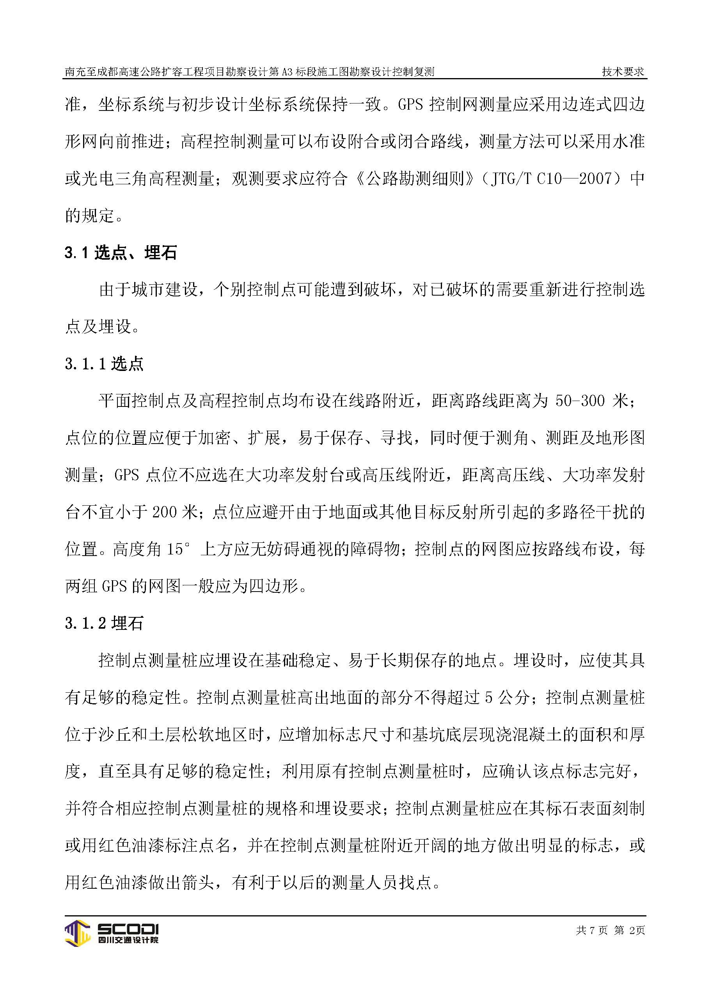 南充至成都高速公路扩容工程项目勘察设计第 A3 标段施工图勘察设计控制复测 技术要求
准，坐标系统与初步设计坐标系统保持一致。GPS 控制网测量应采用边连式四边
形网向前推进；高程控制测量可以布设附合或闭合路线，测量方法可以采用水准
或光电三角高程测量；观测要求应符合《公路勘测细则》（JTG/T C10—2007）中
的规定。
3.1 选点、埋石
由于城市建设，个别控制点可能遭到破坏，对已破坏的需要重新进行控制选
点及埋设。
3.1.1 选点
平面控制点及高程控制点均布设在线路附近，距离路线距离为 50-300 米；
点位的位置应便于加密、扩展，易于保存、寻找，同时便于测角、测距及地形图
测量；GPS 点位不应选在大功率发射台或高压线附近，距离高压线、大功率发射
台不宜小于 200 米；点位应避开由于地面或其他目标反射所引起的多路径干扰的
位置。高度角 15° 上方应无妨碍通视的障碍物；控制点的网图应按路线布设，每
两组 GPS 的网图一般应为四边形。
3.1.2 埋石
控制点测量桩应埋设在基础稳定、易于长期保存的地点。埋设时，应使其具
有足够的稳定性。控制点测量桩高出地面的部分不得超过 5 公分；控制点测量桩
位于沙丘和土层松软地区时，应增加标志尺寸和基坑底层现浇混凝土的面积和厚
度，直至具有足够的稳定性；利用原有控制点测量桩时，应确认该点标志完好，
并符合相应控制点测量桩的规格和埋设要求；控制点测量桩应在其标石表面刻制
或用红色油漆标注点名，并在控制点测量桩附近开阔的地方做出明显的标志，或
用红色油漆做出箭头，有利于以后的测量人员找点。
SCODI
四川交通设计院
共 7 页 第 2页